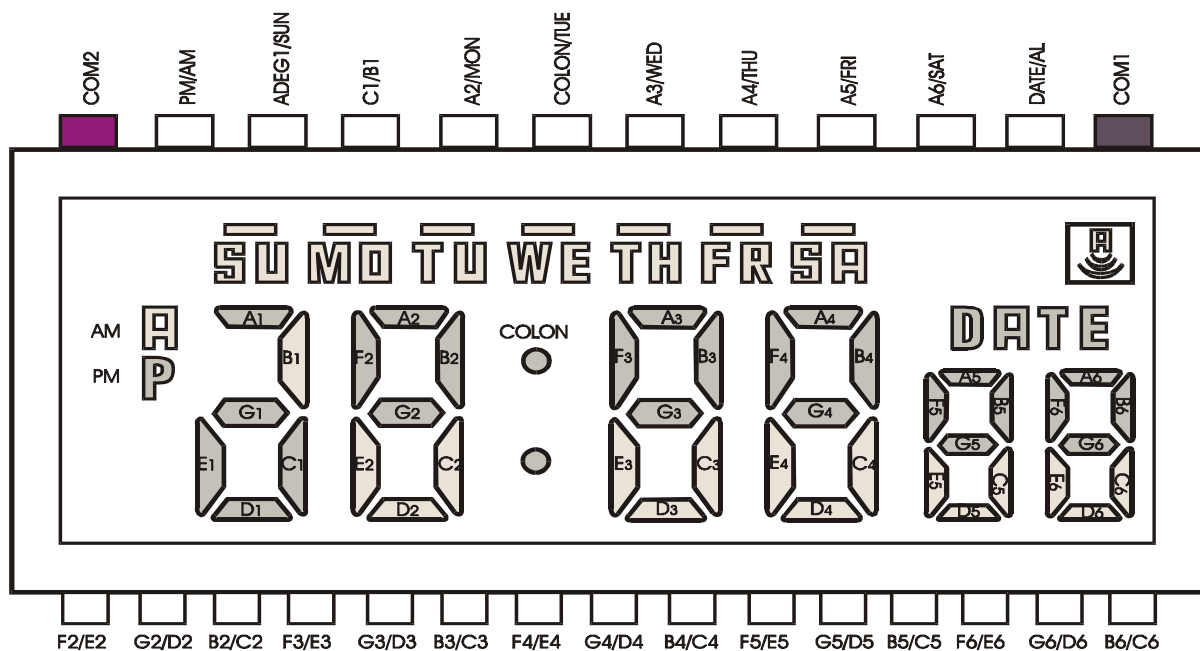 COM2 PM/AM ADEG1/SUN C1/B1 A2/MON COLON/TUE A3/WED A4/THU A5/FRI A6/SAT DATE/AL COM1
SU MO TU WE TH FR SA A
AM A A1 A2 COLON A3 A4 DATE
B1 F2 B2 F3 B3 F4 B4
PM P A5 A6
F5 B5 F6 B6
G1 G2 G3 G4
G5 G6
E1 C1 E2 C2 E3 C3 E4 C4
E5 C5 E6 C6
D1 D2 D3 D4 D5 D6
F2/E2 G2/D2 B2/C2 F3/E3 G3/D3 B3/C3 F4/E4 G4/D4 B4/C4 F5/E5 G5/D5 B5/C5 F6/E6 G6/D6 B6/C6